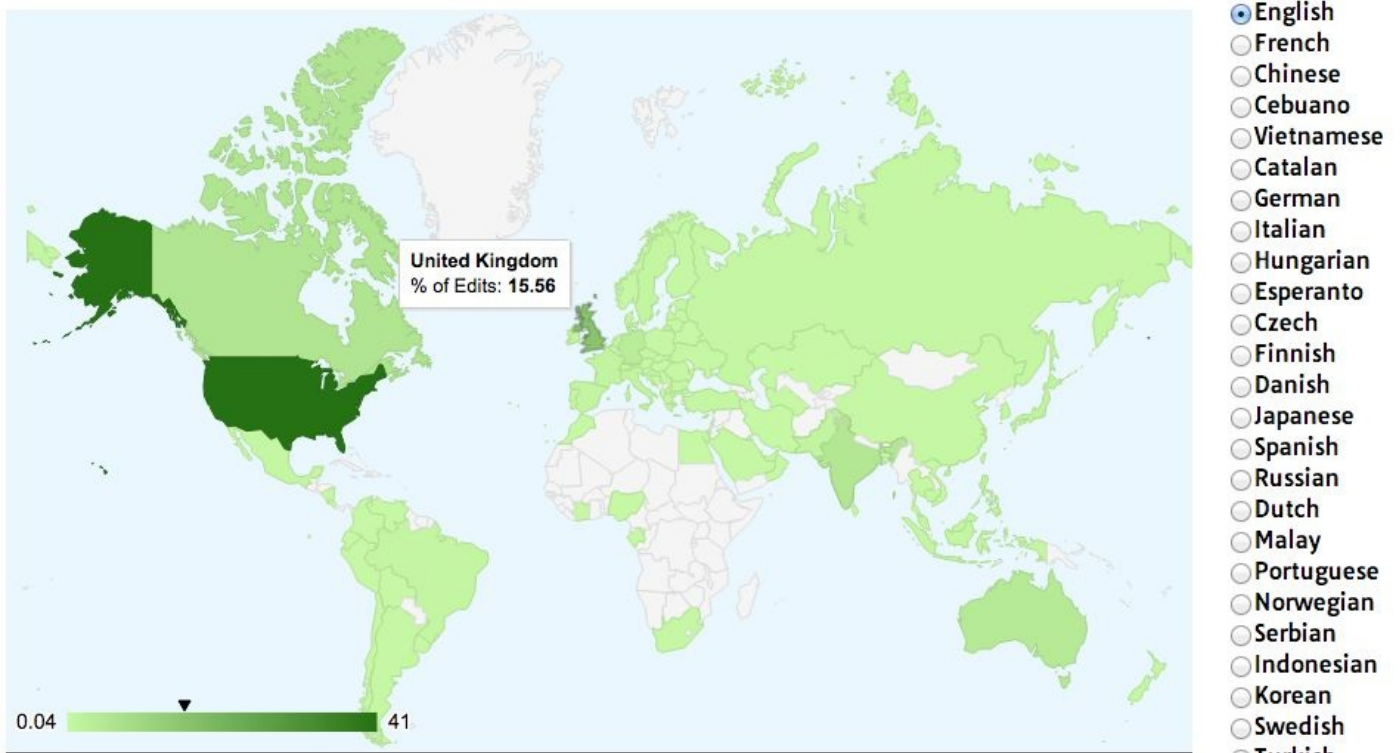 United Kingdom
% of Edits: 15.56
0.04
41
English
French
Chinese
Cebuano
Vietnamese
Catalan
German
Italian
Hungarian
Esperanto
Czech
Finnish
Danish
Japanese
Spanish
Russian
Dutch
Malay
Portuguese
Norwegian
Serbian
Indonesian
Korean
Swedish